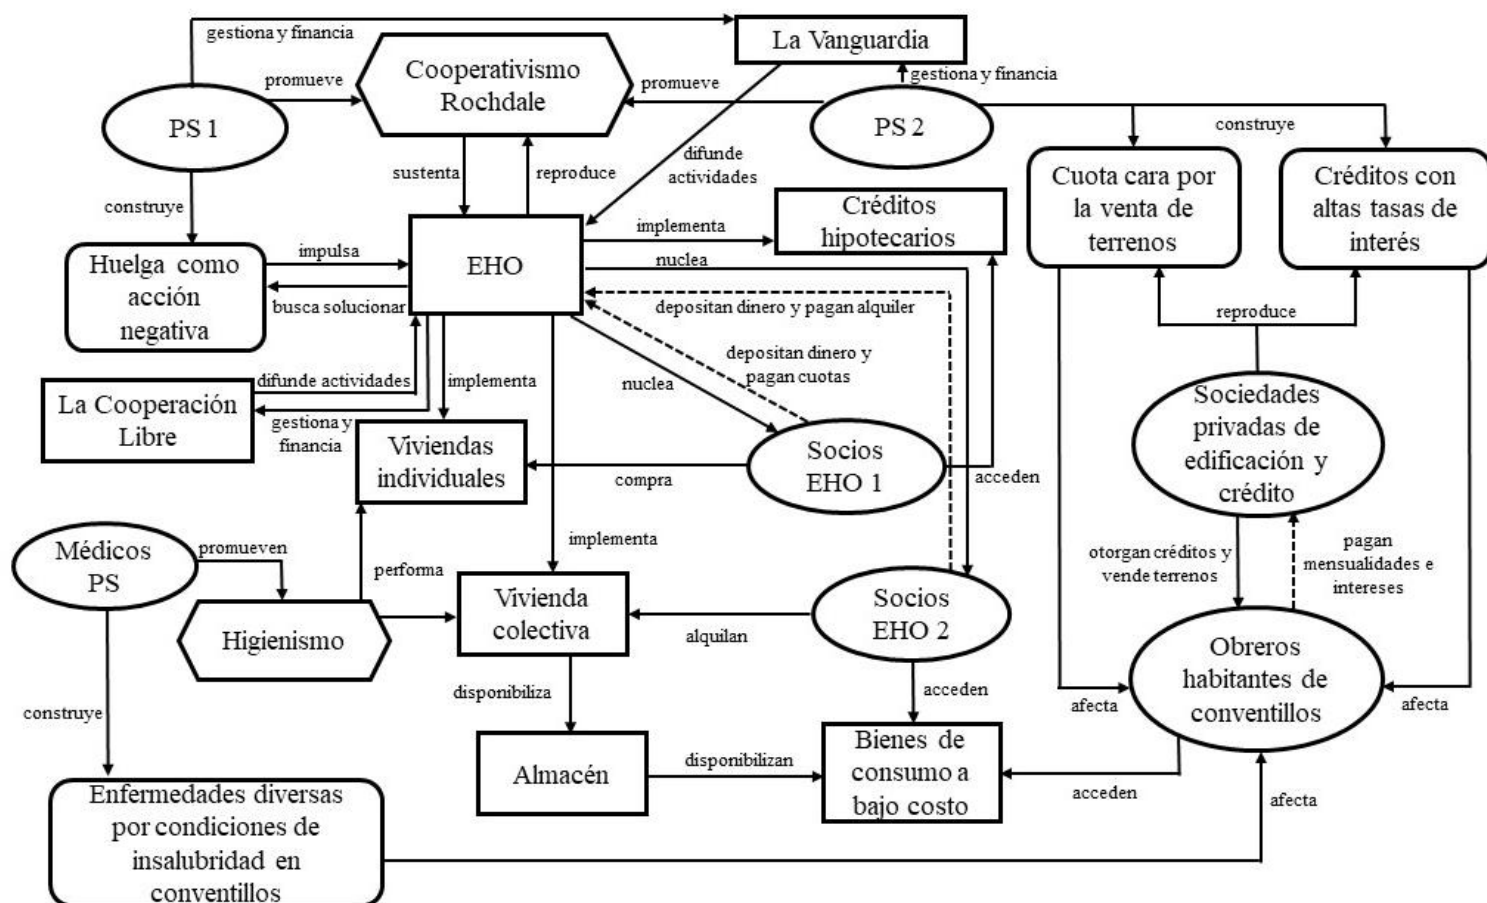 gestiona y financia
La Vanguardia
Cooperativismo
Rochdale
promueve
promueve
gestiona y financia
PS 1
PS 2
construye
difunde
actividades
sustenta
reproduce
Cuota cara por
la venta de
terrenos
Créditos con
altas tasas de
interés
construye
Créditos
hipotecarios
implementa
Huelga como
acción
negativa
impulsa
EHO
nuclea
busca solucionar
depositan dinero y pagan alquiler
reproduce
depositan dinero y
pagan cuotas
difunde actividades
implementa
nuclea
La Cooperación
Libre
gestiona y
financia
Viviendas
individuales
compra
Socios
EHO 1
acceden
Sociedades
privadas de
edificación y
crédito
Médicos
PS
promueven
performa
implementa
otorgan créditos y
vende terrenos
pagan
mensualidades e
intereses
Higienismo
Vivienda
colectiva
alquilan
Socios
EHO 2
Obreros
habitantes de
conventillos
disponibiliza
acceden
construye
afecta
afecta
Almacén
disponibilizan
Bienes de
consumo a
bajo costo
acceden
afecta
Enfermedades diversas
por condiciones de
insalubridad en
conventillos